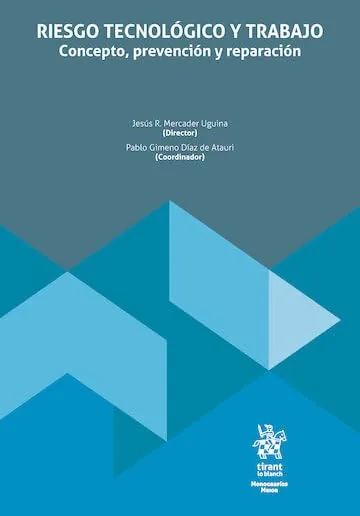 RIESGO TECNOLÓGICO Y TRABAJO
Concepto, prevención y reparación
Jesús R. Mercader Uguina
(Director)
Pablo Gimeno Díaz de Atauri
(Coordinador)
tirant
lo blanch
Monografías